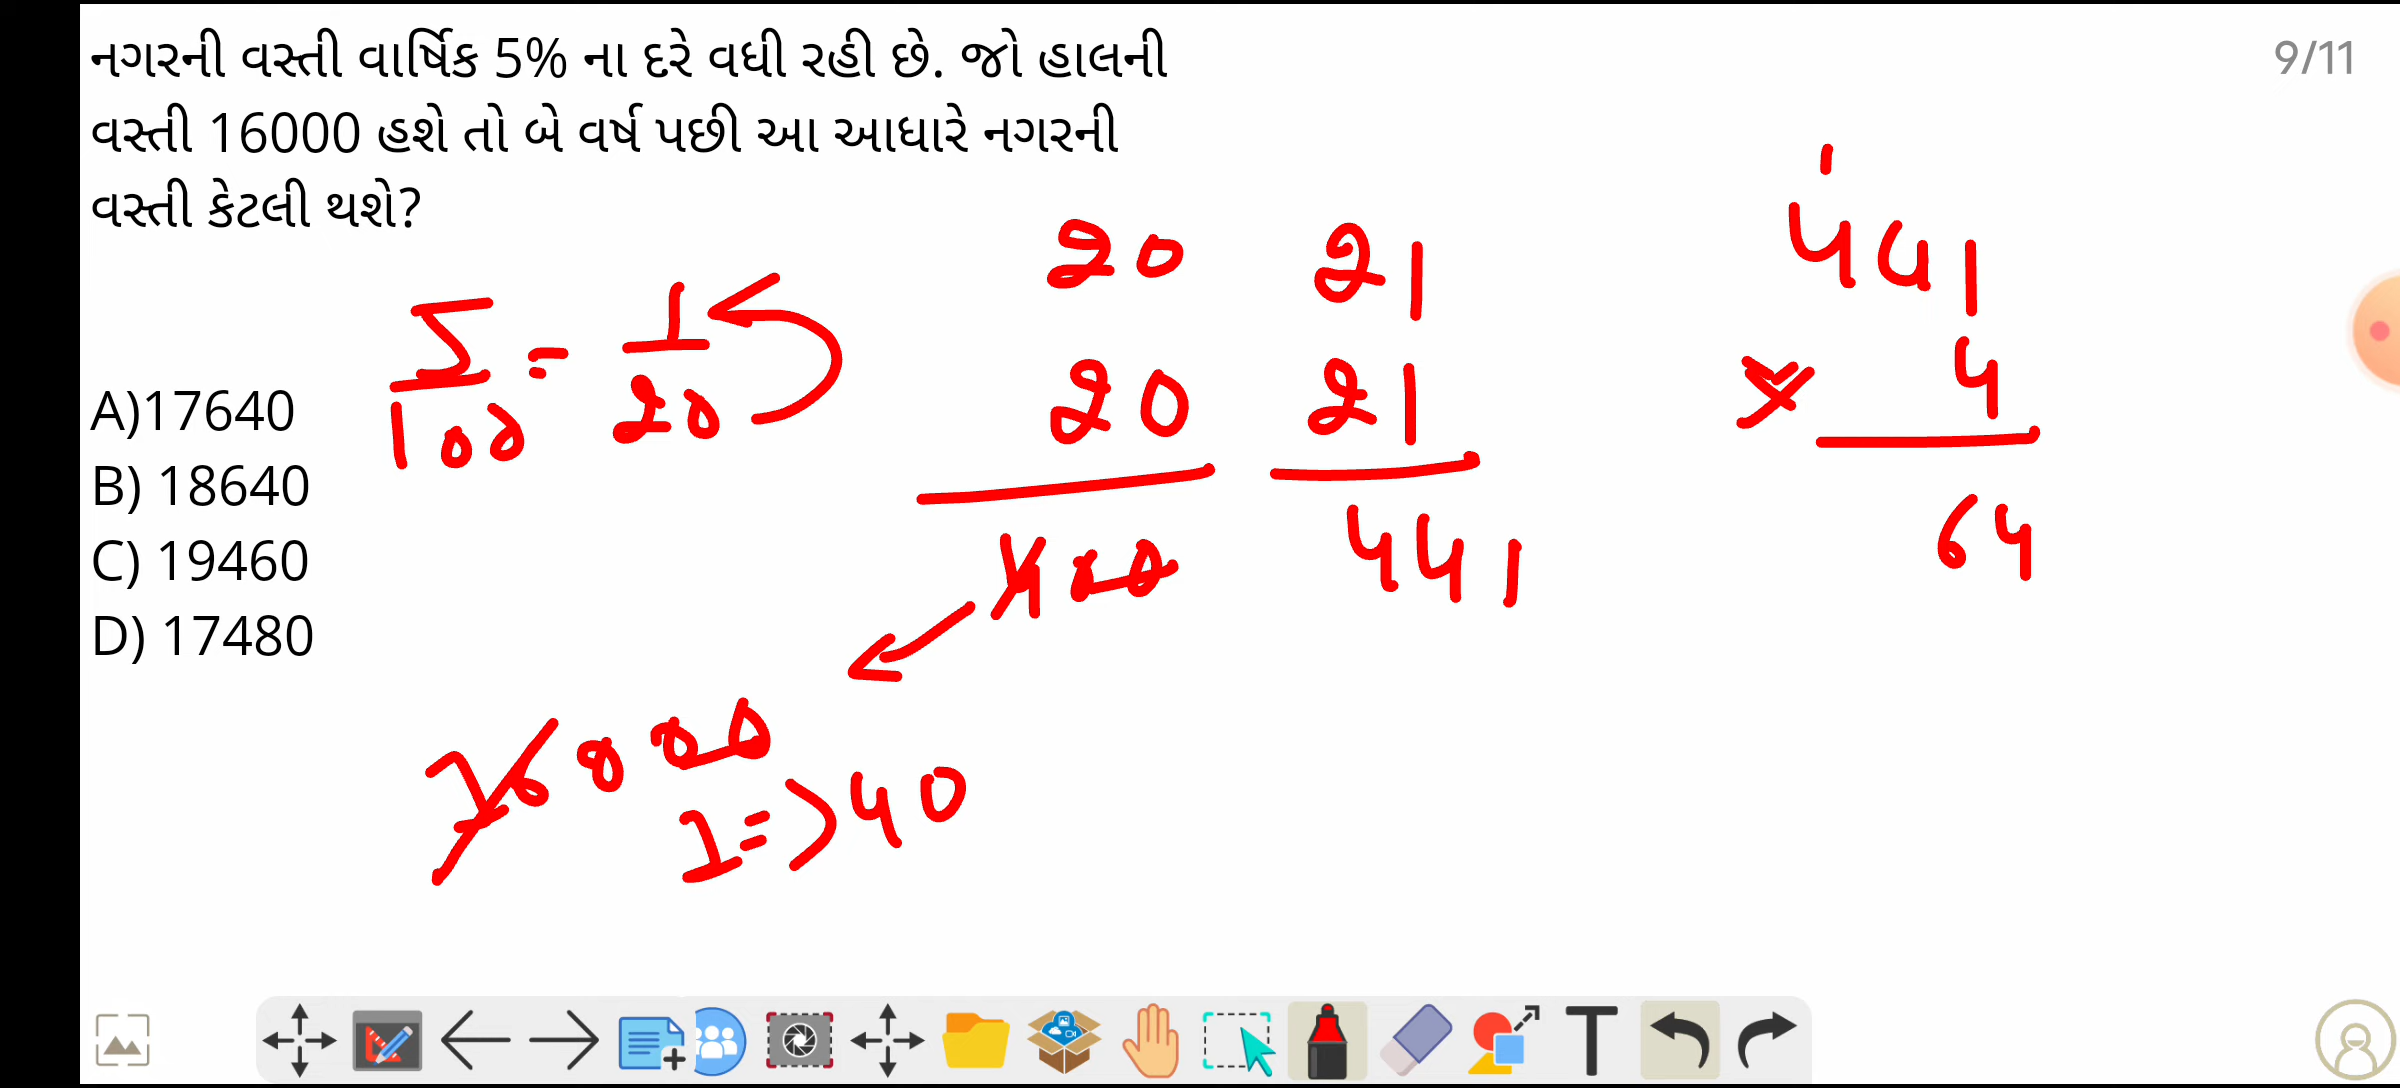 નગરની વસ્તી વાર્ષિક 5% ના દરે વધી રહી છે. જો હાલની
વસ્તી 16000 હશે તો બે વર્ષ પછી આ આધારે નગરની
વસ્તી કેટલી થશે?
9/11
A)17640
B) 18640
C) 19460
D) 17480
5/100 = 1/20
20 21
20 21
400 441
16000
1=>40
1
441
× 4
64
T